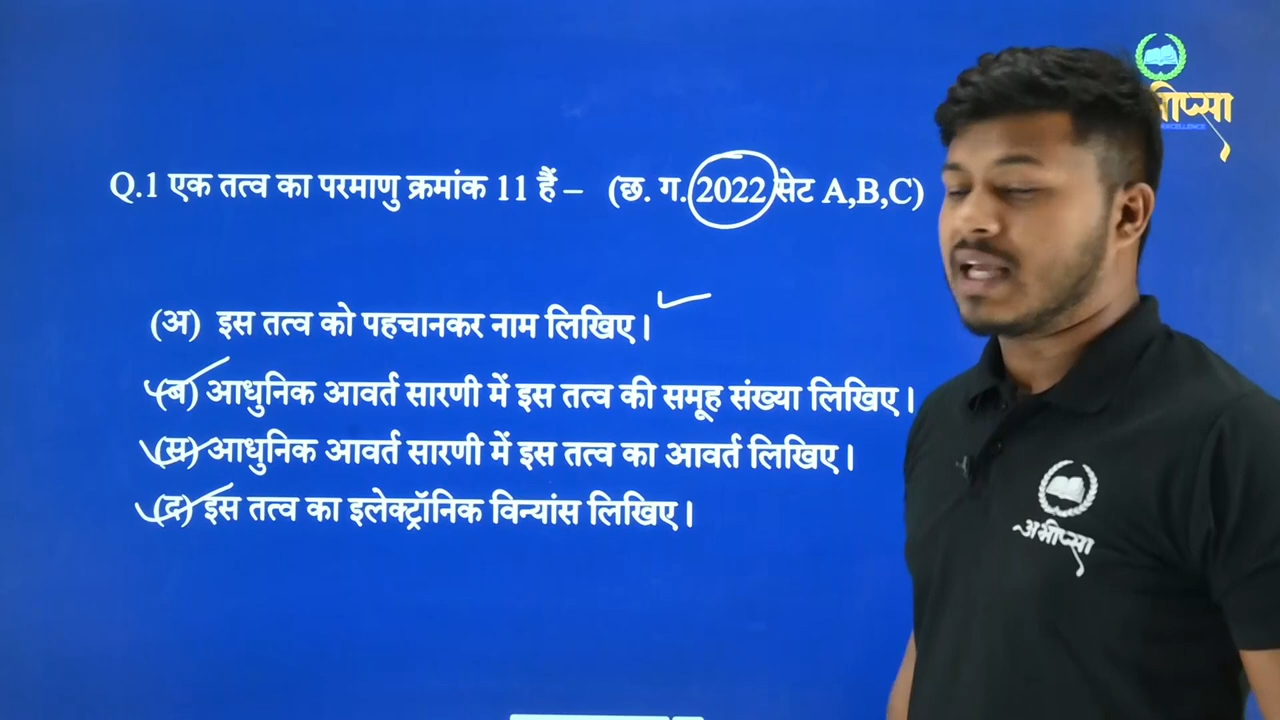 Q.1 एक तत्व का परमाणु क्रमांक 11 हैं – (छ. ग. 2022 सेट A,B,C)
(अ) इस तत्व को पहचानकर नाम लिखिए।
(ब) आधुनिक आवर्त सारणी में इस तत्व की समूह संख्या लिखिए।
(स) आधुनिक आवर्त सारणी में इस तत्व का आवर्त लिखिए।
(द) इस तत्व का इलेक्ट्रॉनिक विन्यांस लिखिए।
अभीप्सा